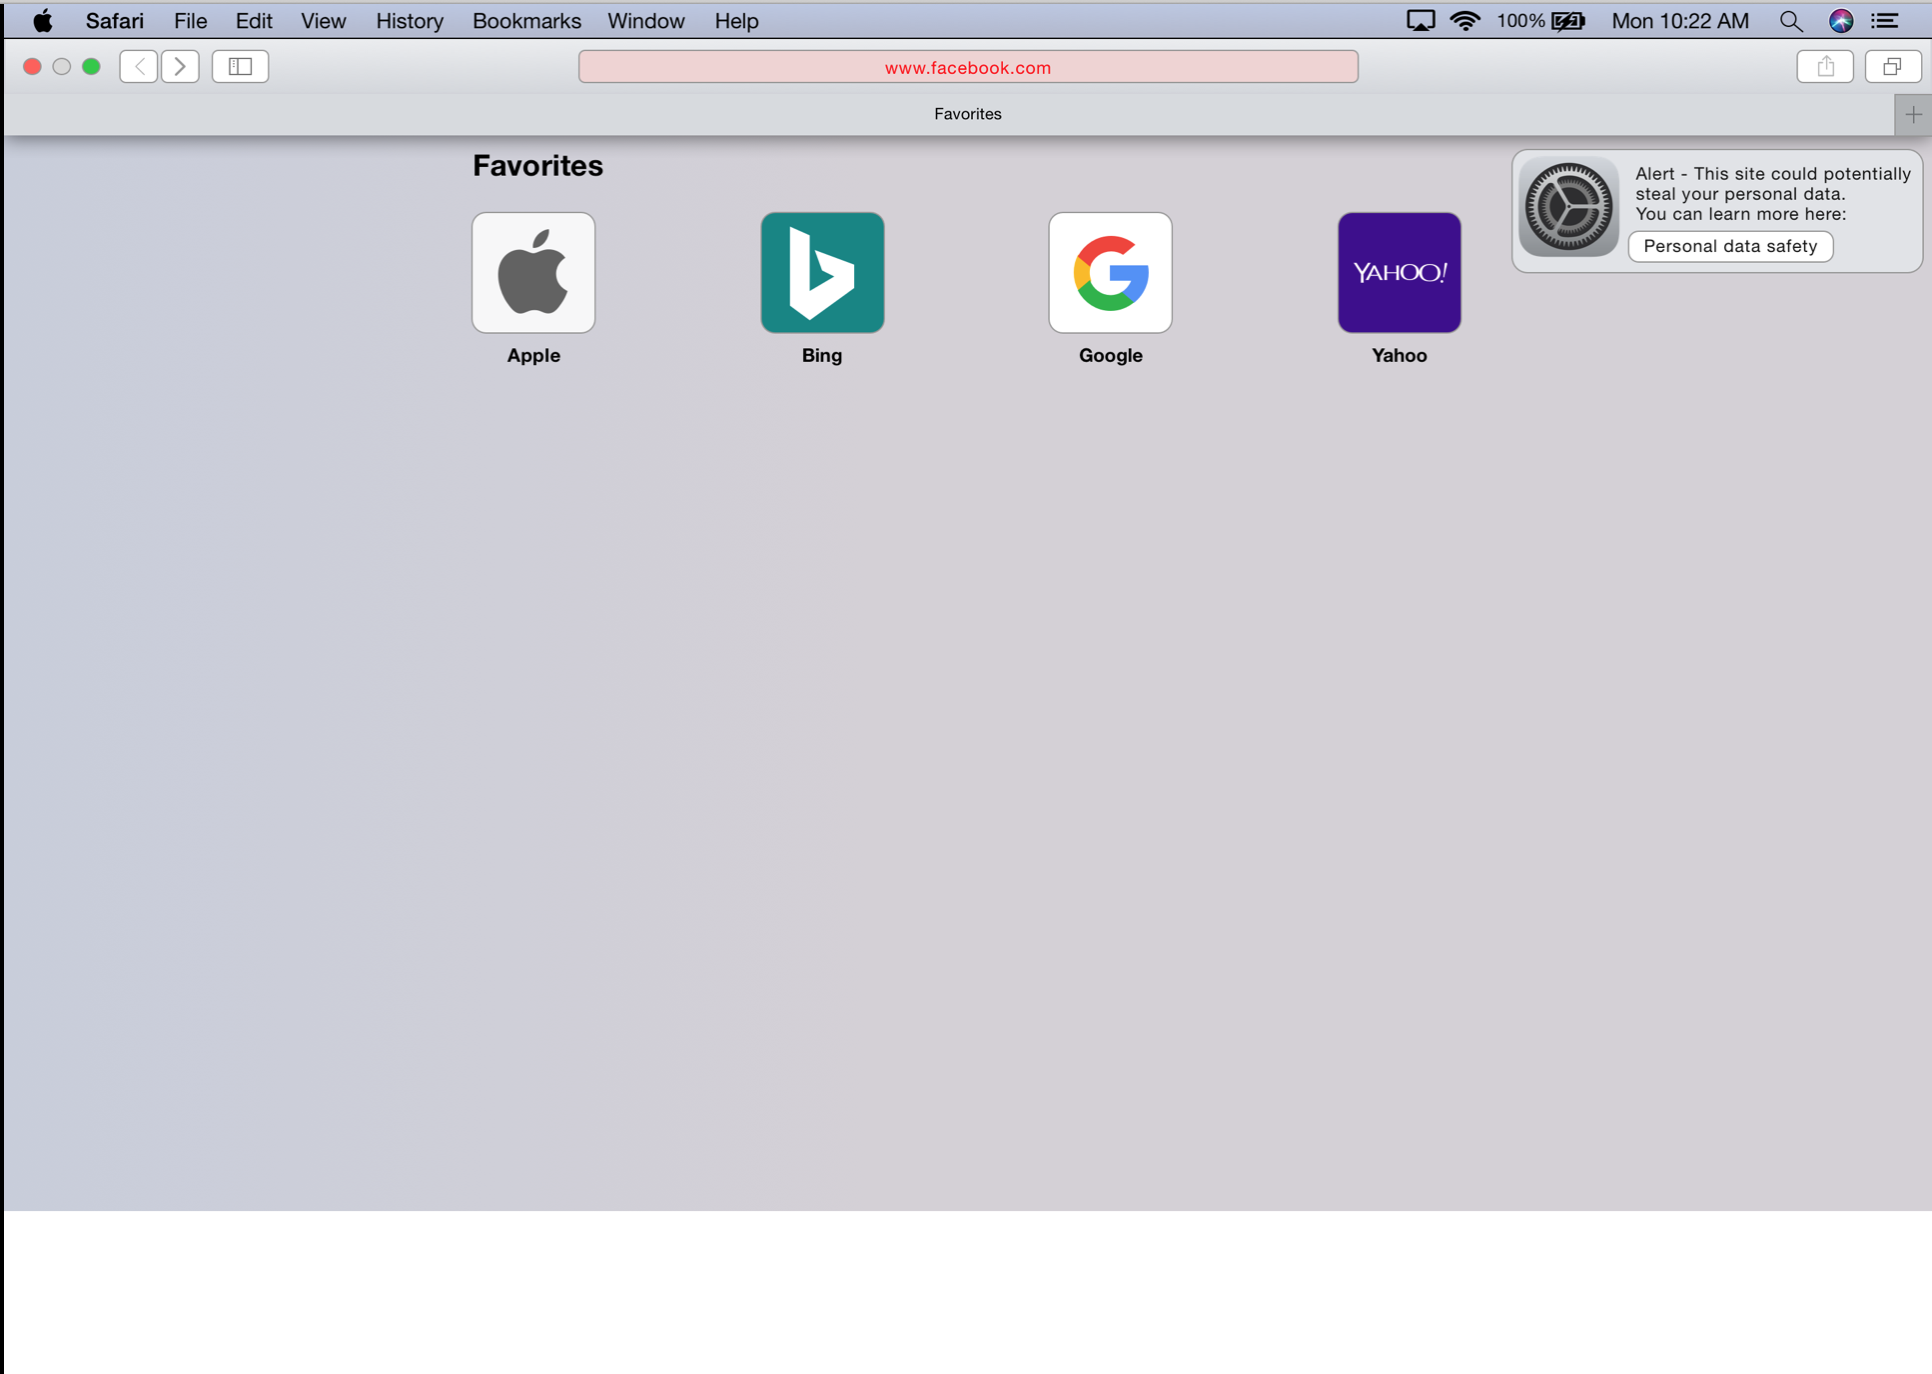 Safari File Edit View History Bookmarks Window Help 100% Mon 10:22 AM
www.facebook.com
Favorites
Favorites
Alert - This site could potentially
steal your personal data.
You can learn more here:
Personal data safety
YAHOO!
Apple Bing Google Yahoo